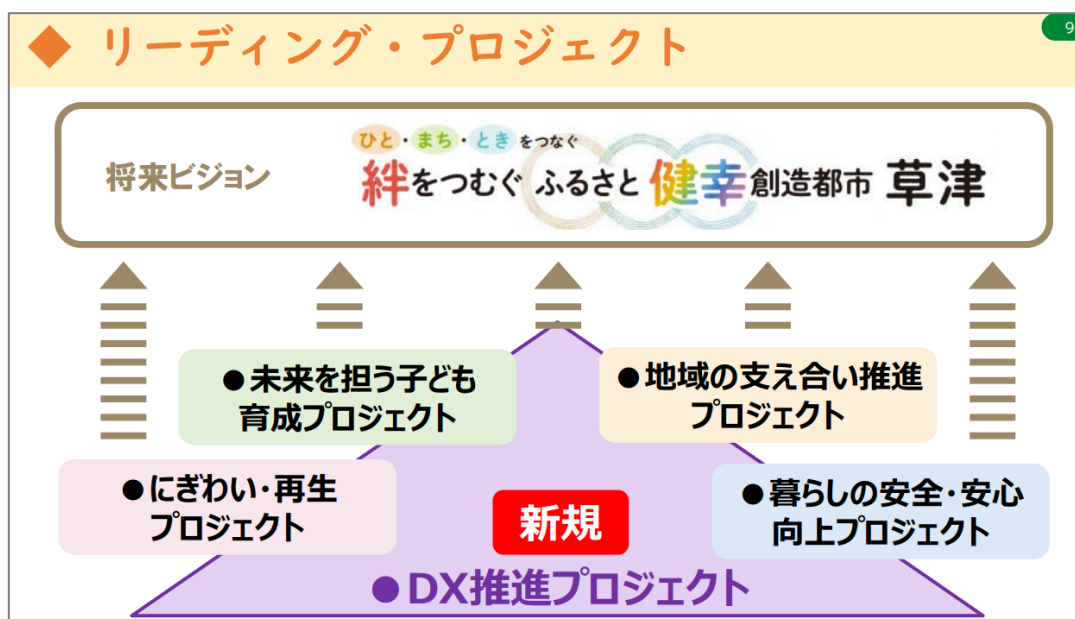 ◆ リーディング・プロジェクト
9
将来ビジョン
ひと・まち・ときをつなぐ
絆をつむぐ ふるさと 健幸創造都市 草津
●未来を担う子ども
育成プロジェクト
●地域の支え合い推進
プロジェクト
●にぎわい・再生
プロジェクト
●暮らしの安全・安心
向上プロジェクト
新規
●DX推進プロジェクト